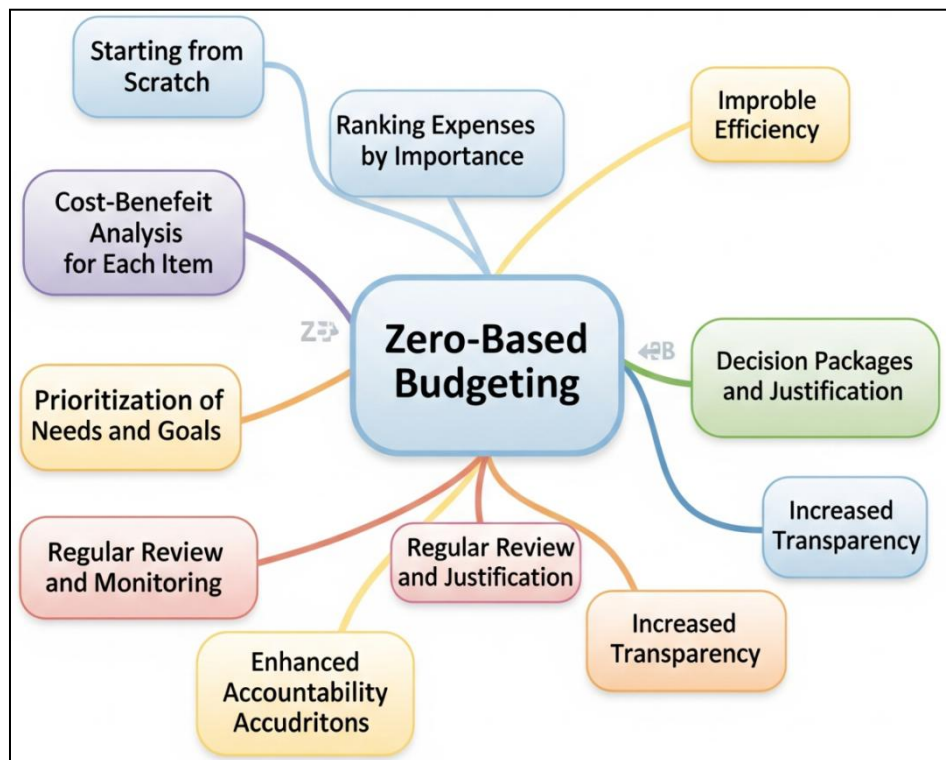 Starting from
Scratch
Ranking Expenses
by Importance
Improble
Efficiency
Cost-Benefeit
Analysis
for Each Item
Zero-Based
Budgeting
Decision Packages
and Justification
Prioritization of
Needs and Goals
Increased
Transparency
Regular Review
and Monitoring
Regular Review
and Justification
Increased
Transparency
Enhanced
Accountability
Accudritons